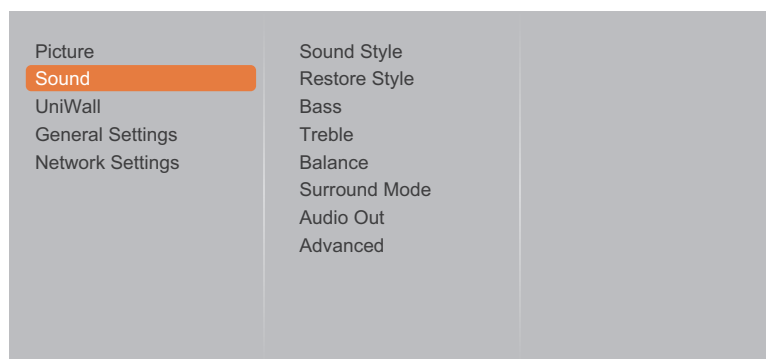 Picture
Sound
UniWall
General Settings
Network Settings
Sound Style
Restore Style
Bass
Treble
Balance
Surround Mode
Audio Out
Advanced